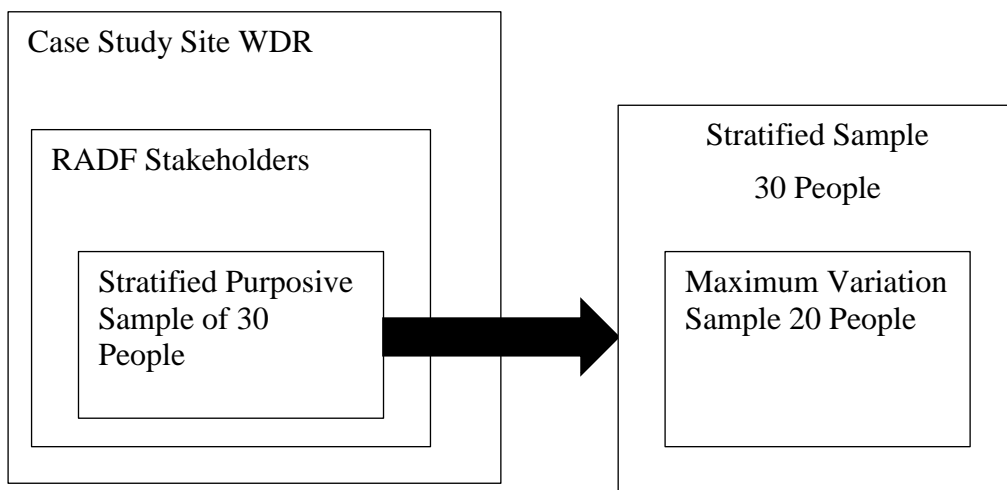 Case Study Site WDR
RADF Stakeholders
Stratified Purposive
Sample of 30
People
Stratified Sample
30 People
Maximum Variation
Sample 20 People